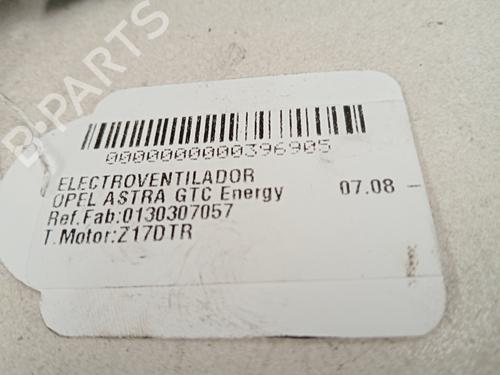 B-PARTS
0000000000396905
ELECTROVENTILADOR
OPEL ASTRA GTC Energy 07.08 -
Ref.Fab:0130307057
T.Motor:Z17DTR